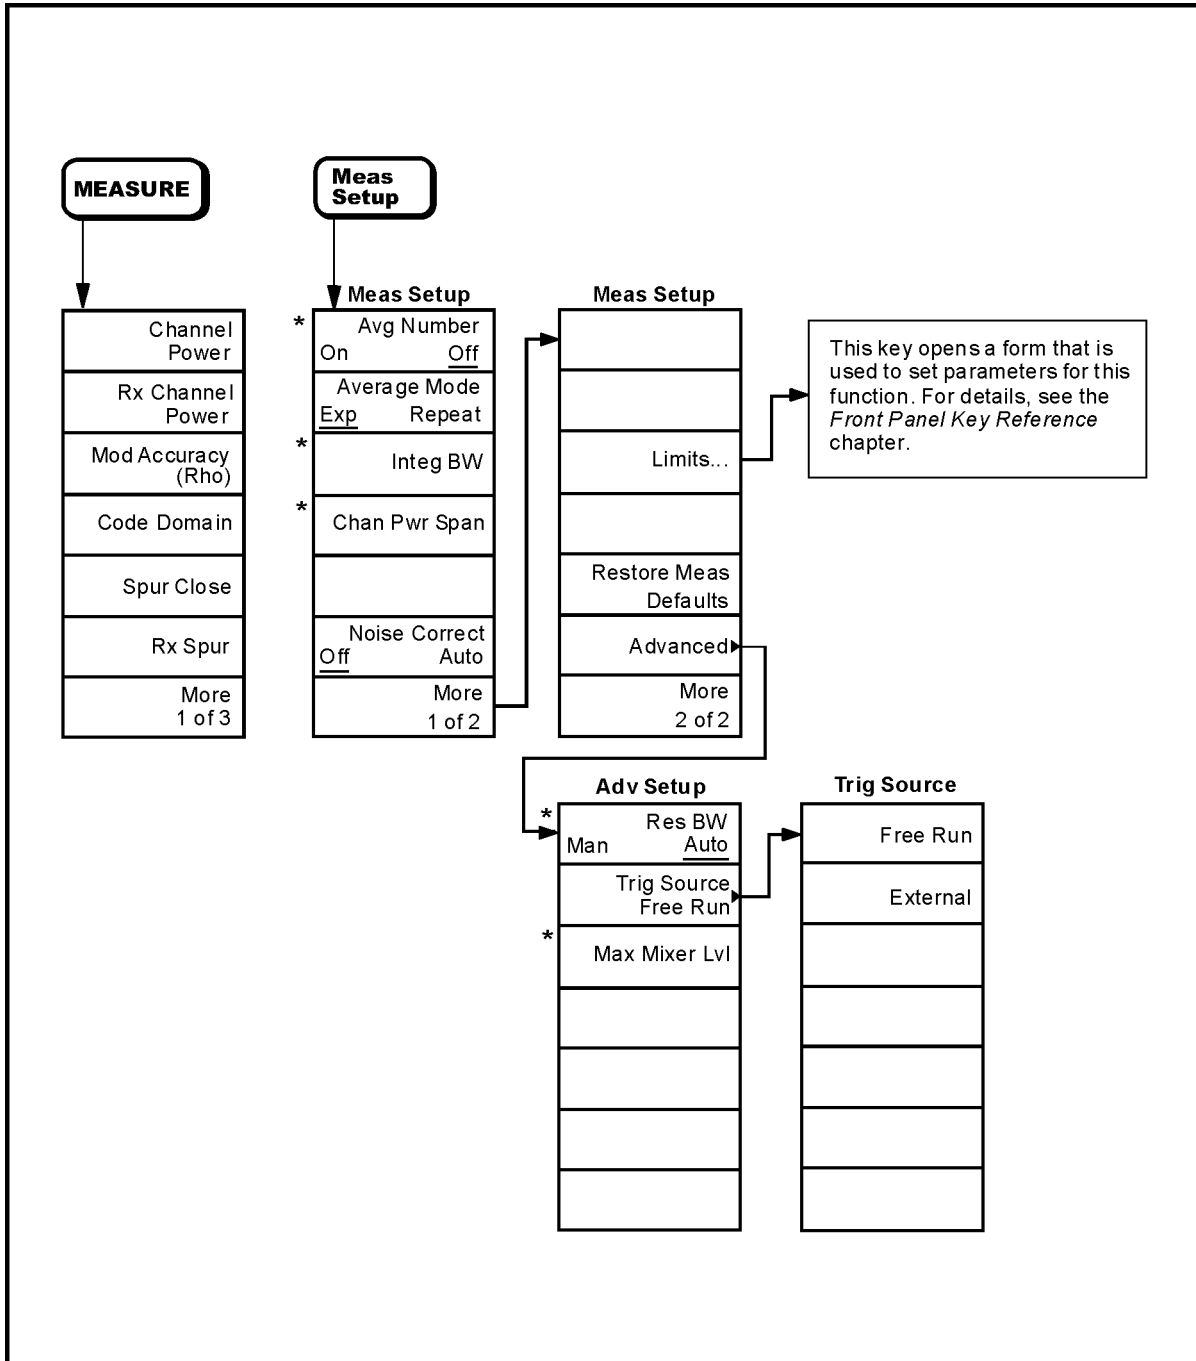 MEASURE
Channel
Power
Rx Channel
Power
Mod Accuracy
(Rho)
Code Domain
Spur Close
Rx Spur
More
1 of 3
Meas
Setup
Meas Setup
* Avg Number
On Off
Average Mode
Exp Repeat
* Integ BW
* Chan Pwr Span
Noise Correct
Off Auto
More
1 of 2
Meas Setup
Limits...
Restore Meas
Defaults
Advanced
More
2 of 2
This key opens a form that is
used to set parameters for this
function. For details, see the
Front Panel Key Reference
chapter.
Adv Setup
* Res BW
Man Auto
Trig Source
Free Run
* Max Mixer Lvl
Trig Source
Free Run
External